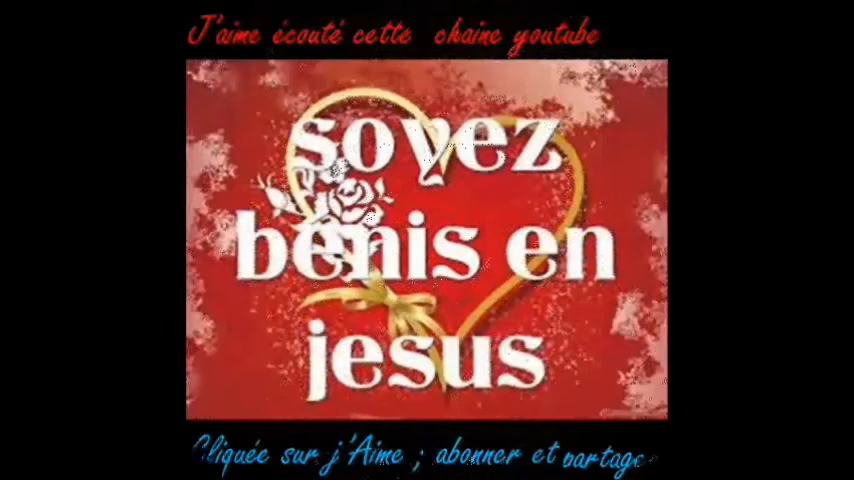 J'aime écouté cette chaine youtube
soyez
bénis en
jesus
Cliquée sur j'Aime ; abonner et partage